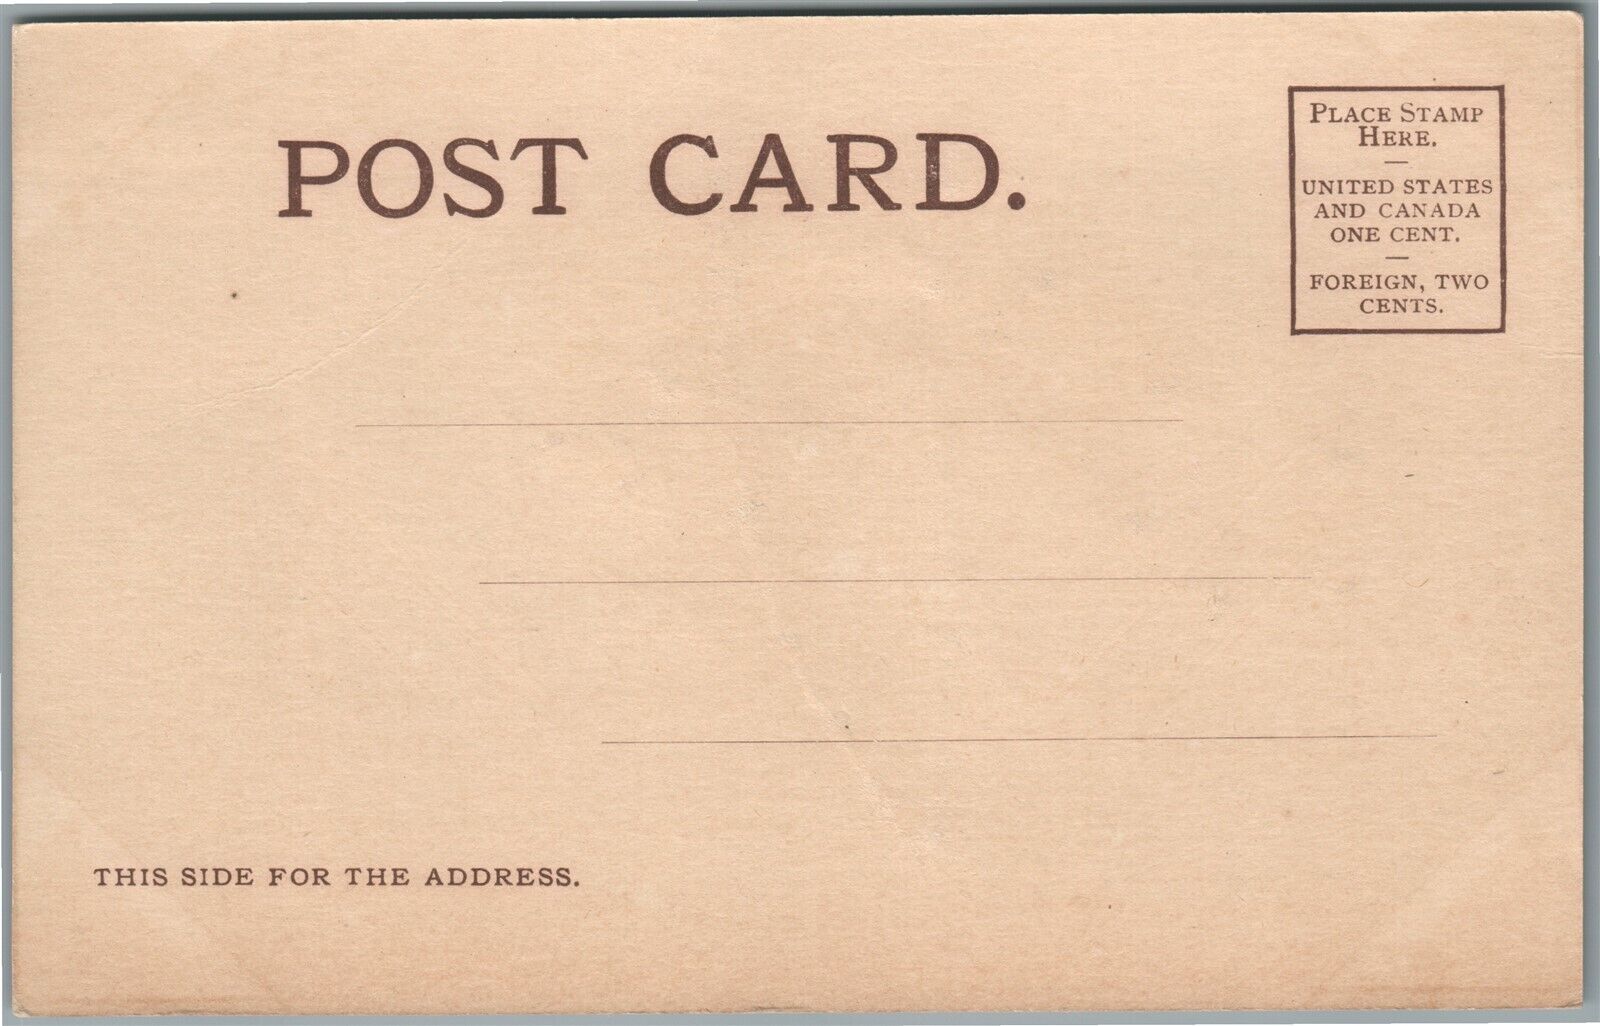 POST CARD.
PLACE STAMP
HERE.
—
UNITED STATES
AND CANADA
ONE CENT.
—
FOREIGN, TWO
CENTS.
THIS SIDE FOR THE ADDRESS.